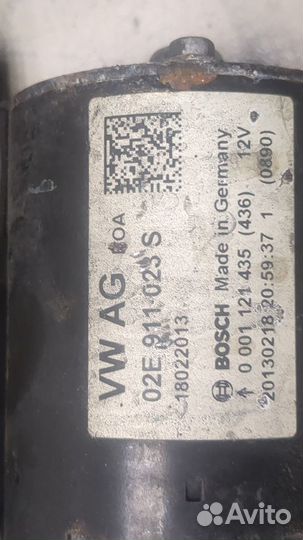 VW AG
02E 911 023 S
18022013
BOSCH Made in Germany
0 001 121 435 (436) 12V
20130218 20:59:37 1 (0890)
Avito